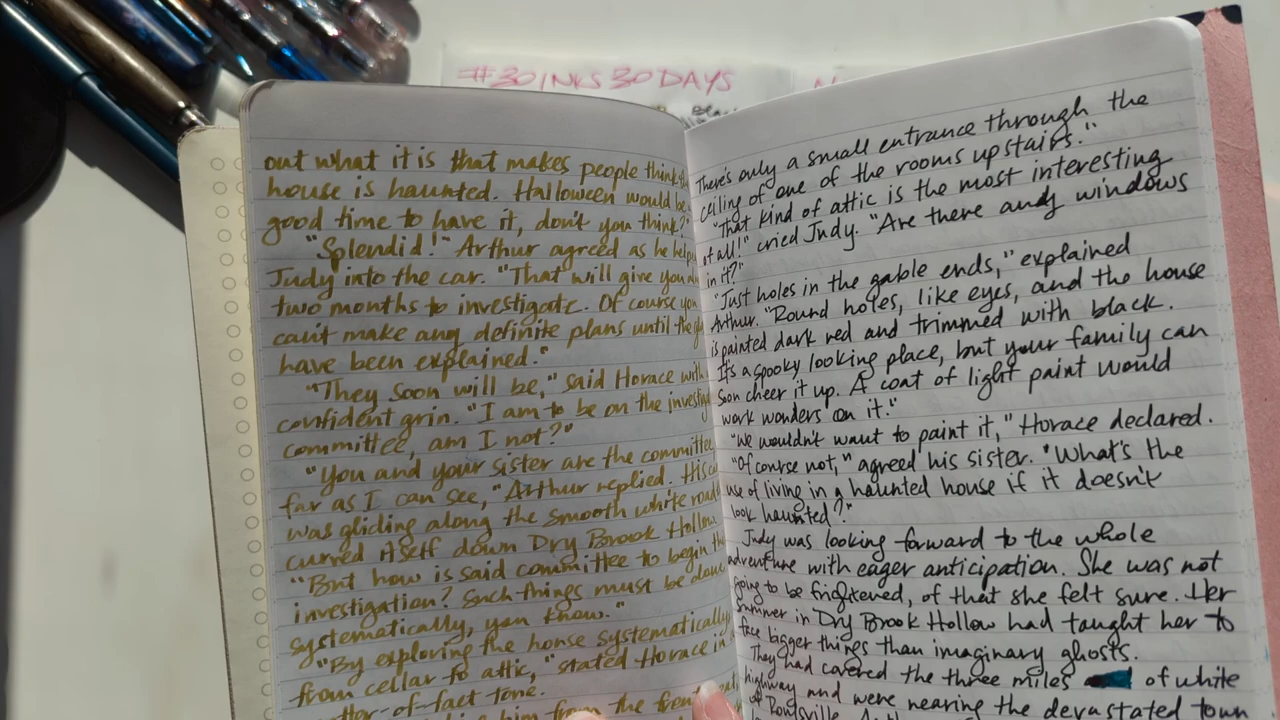 #30INKS30DAYS
out what it is that makes people think
house is haunted. Halloween would be
good time to have it, don't you think?"
"Splendid!" Arthur agreed as he
Judy into the car. "That will give you
two months to investigate. Of course you
can't make any definite plans until the
have been explained."
"They soon will be," said Horace with
confident grin. "I am to be on the
committee, am I not?"
"You and your sister are the committee
far as I can see," Arthur replied. His
was gliding along the smooth white
curved itself down Dry Brook Hollow.
"But how is said committee to begin
investigation? Such things must be done
systematically, you know."
"By exploring the house systematically
from cellar to attic," stated Horace in
of-fact tone.
him from the
There's only a small entrance through the
ceiling of one of the rooms upstairs."
"That kind of attic is the most interesting
of all!" cried Judy. "Are there any windows
in it?"
"Just holes in the gable ends," explained
Arthur. "Round holes, like eyes, and the house
is painted dark red and trimmed with black.
It's a spooky looking place, but your family can
soon cheer it up. A coat of light paint would
work wonders on it."
"We wouldn't want to paint it," Horace declared.
"Of course not," agreed his sister. "What's the
use of living in a haunted house if it doesn't
look haunted?"
Judy was looking forward to the whole
adventure with eager anticipation. She was not
going to be frightened, of that she felt sure. Her
summer in Dry Brook Hollow had taught her to
face bigger things than imaginary ghosts.
They had covered the three miles of white
highway and were nearing the devastated town
of Roulsville.